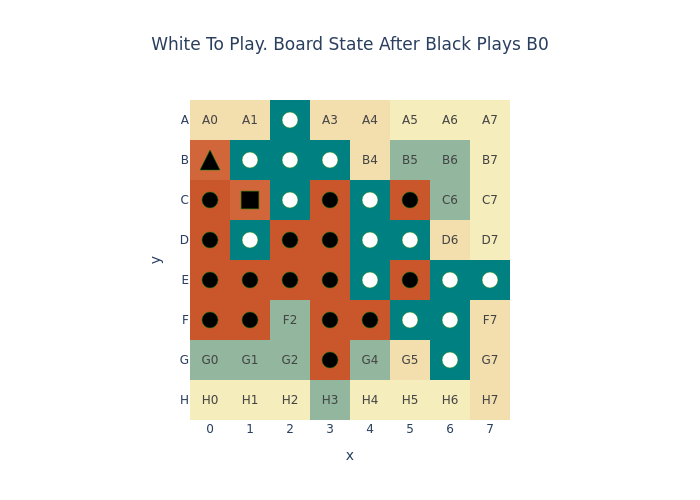 White To Play. Board State After Black Plays B0
A A0 A1 A3 A4 A5 A6 A7
B B4 B5 B6 B7
C C6 C7
D D6 D7
E
F F2 F7
G G0 G1 G2 G4 G5 G7
H H0 H1 H2 H3 H4 H5 H6 H7
0 1 2 3 4 5 6 7
x
y